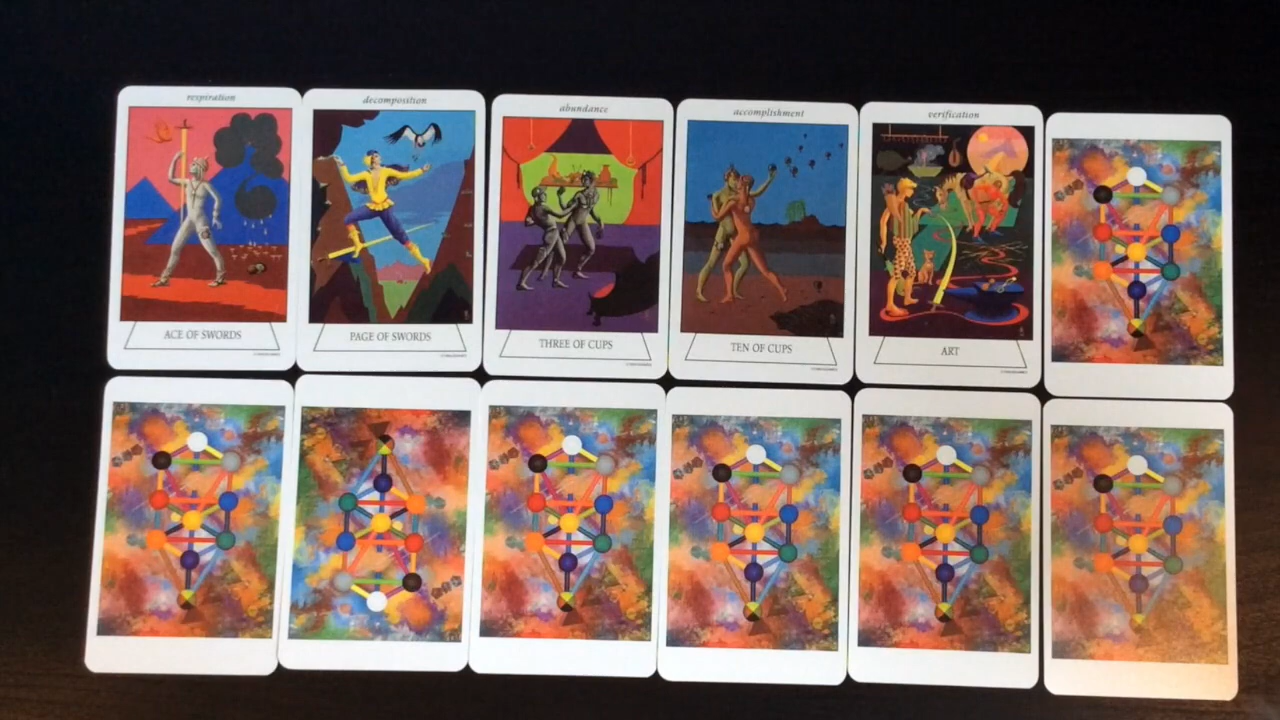 respiration
ACE OF SWORDS
decomposition
PAGE OF SWORDS
abundance
THREE OF CUPS
accomplishment
TEN OF CUPS
verification
ART